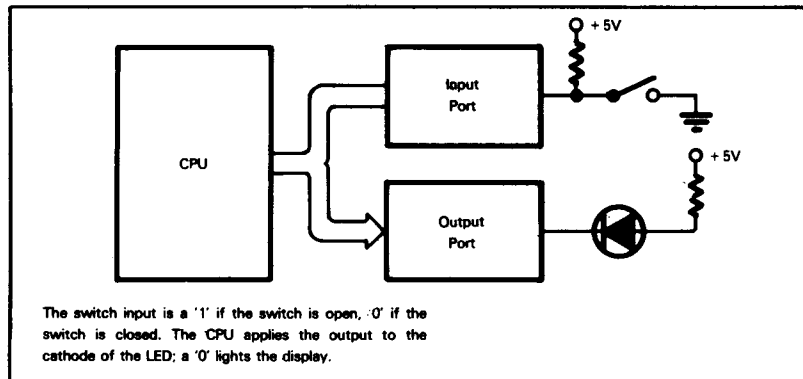 + 5V
Input
Port
CPU
+ 5V
Output
Port
The switch input is a '1' if the switch is open, '0' if the
switch is closed. The CPU applies the output to the
cathode of the LED; a '0' lights the display.